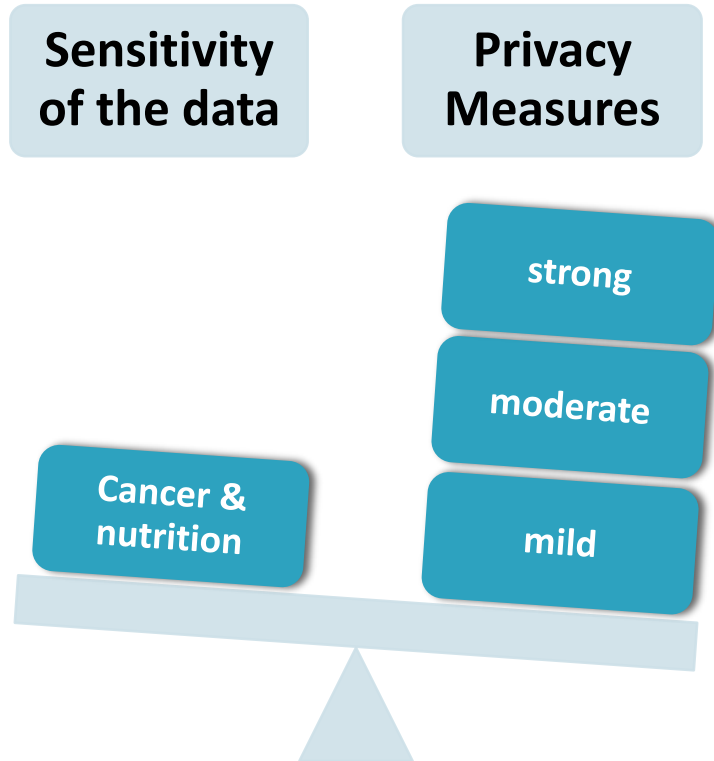 Sensitivity
of the data
Privacy
Measures
strong
moderate
Cancer &
nutrition
mild